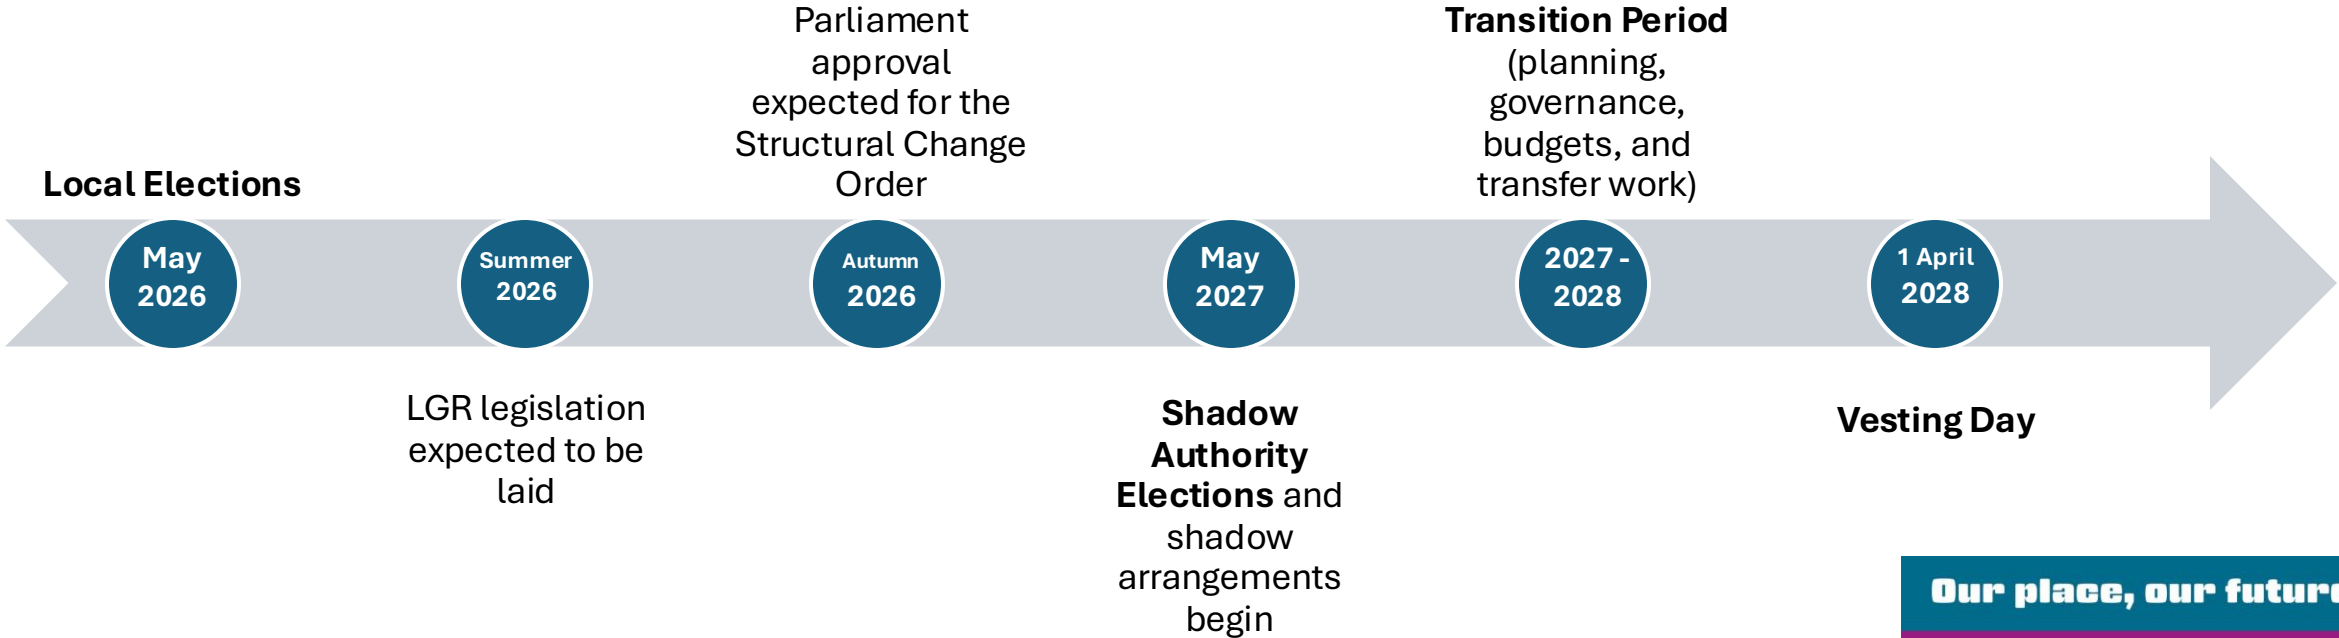 Local Elections
May
2026
Summer
2026
LGR legislation
expected to be
laid
Parliament
approval
expected for the
Structural Change
Order
Autumn
2026
May
2027
Shadow
Authority
Elections and
shadow
arrangements
begin
Transition Period
(planning,
governance,
budgets, and
transfer work)
2027 -
2028
1 April
2028
Vesting Day
Our place, our future